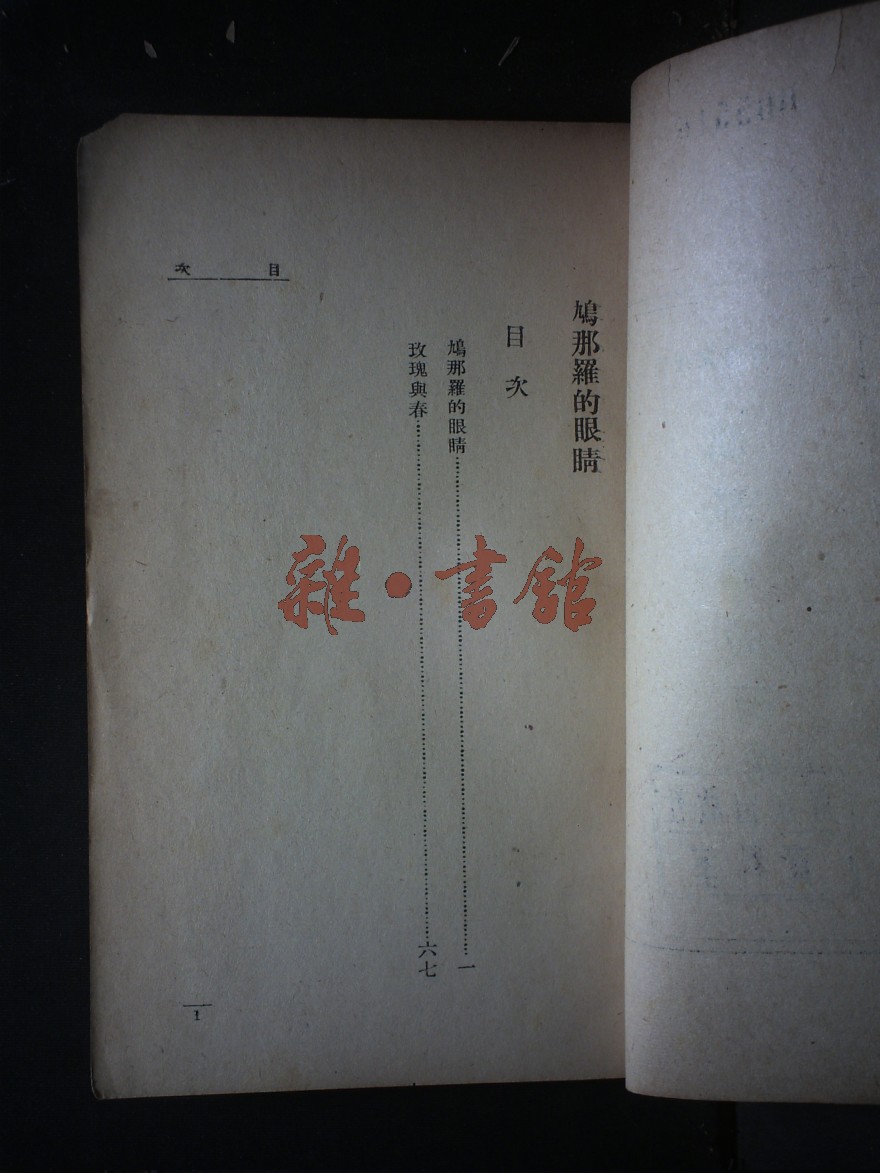 鳩那羅的眼睛
目次
鳩那羅的眼睛……一
玫瑰與春……六七
目次
1
雜·書館